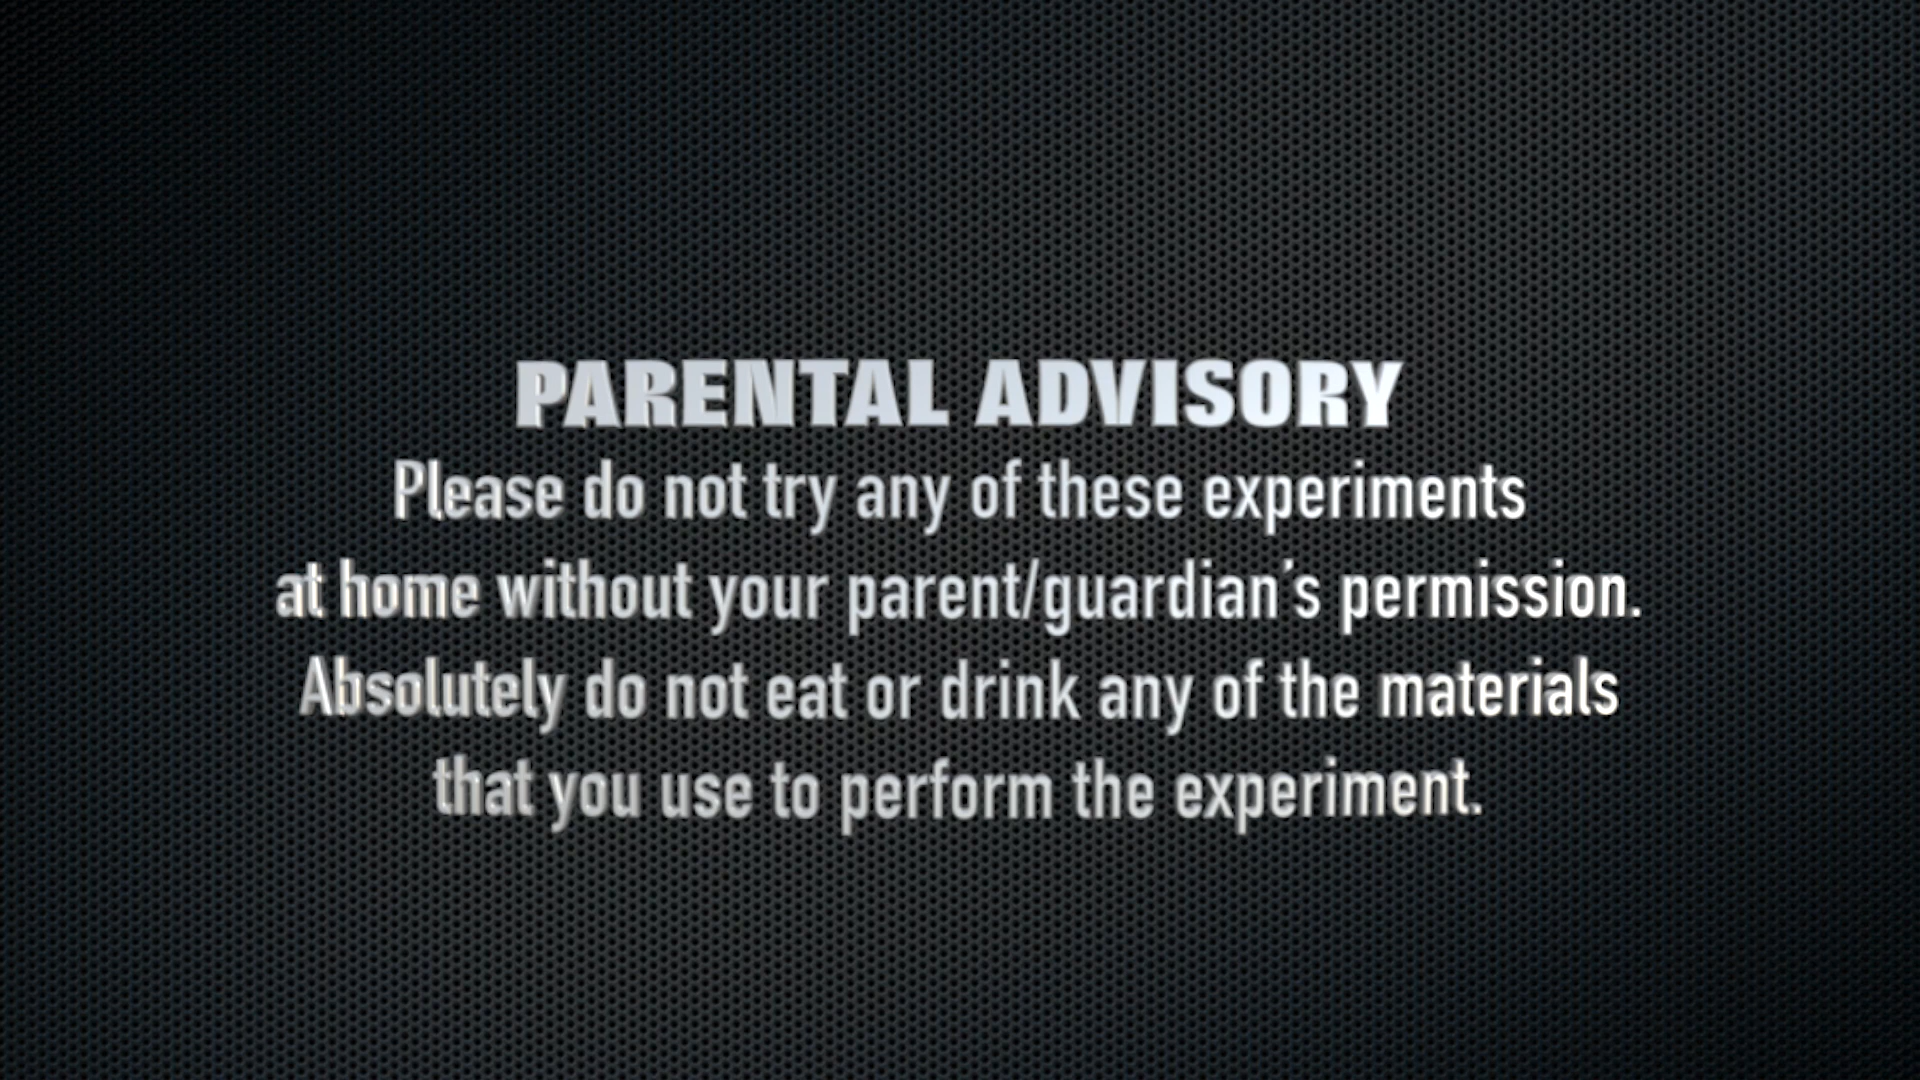 PARENTAL ADVISORY
Please do not try any of these experiments
at home without your parent/guardian's permission.
Absolutely do not eat or drink any of the materials
that you use to perform the experiment.